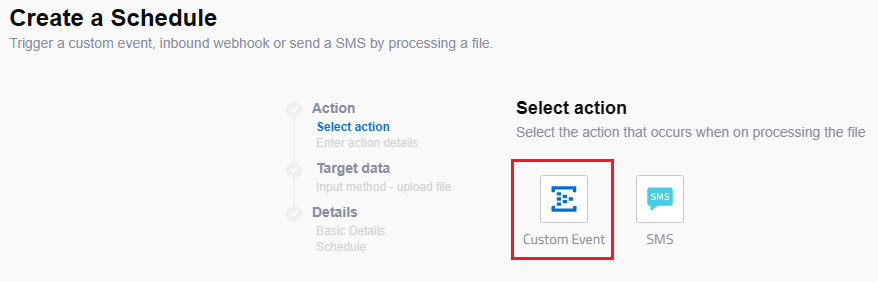 Create a Schedule
Trigger a custom event, inbound webhook or send a SMS by processing a file.
Action
Select action
Enter action details
Target data
Input method - upload file
Details
Basic Details
Schedule
Select action
Select the action that occurs when on processing the file
SMS
Custom Event
SMS